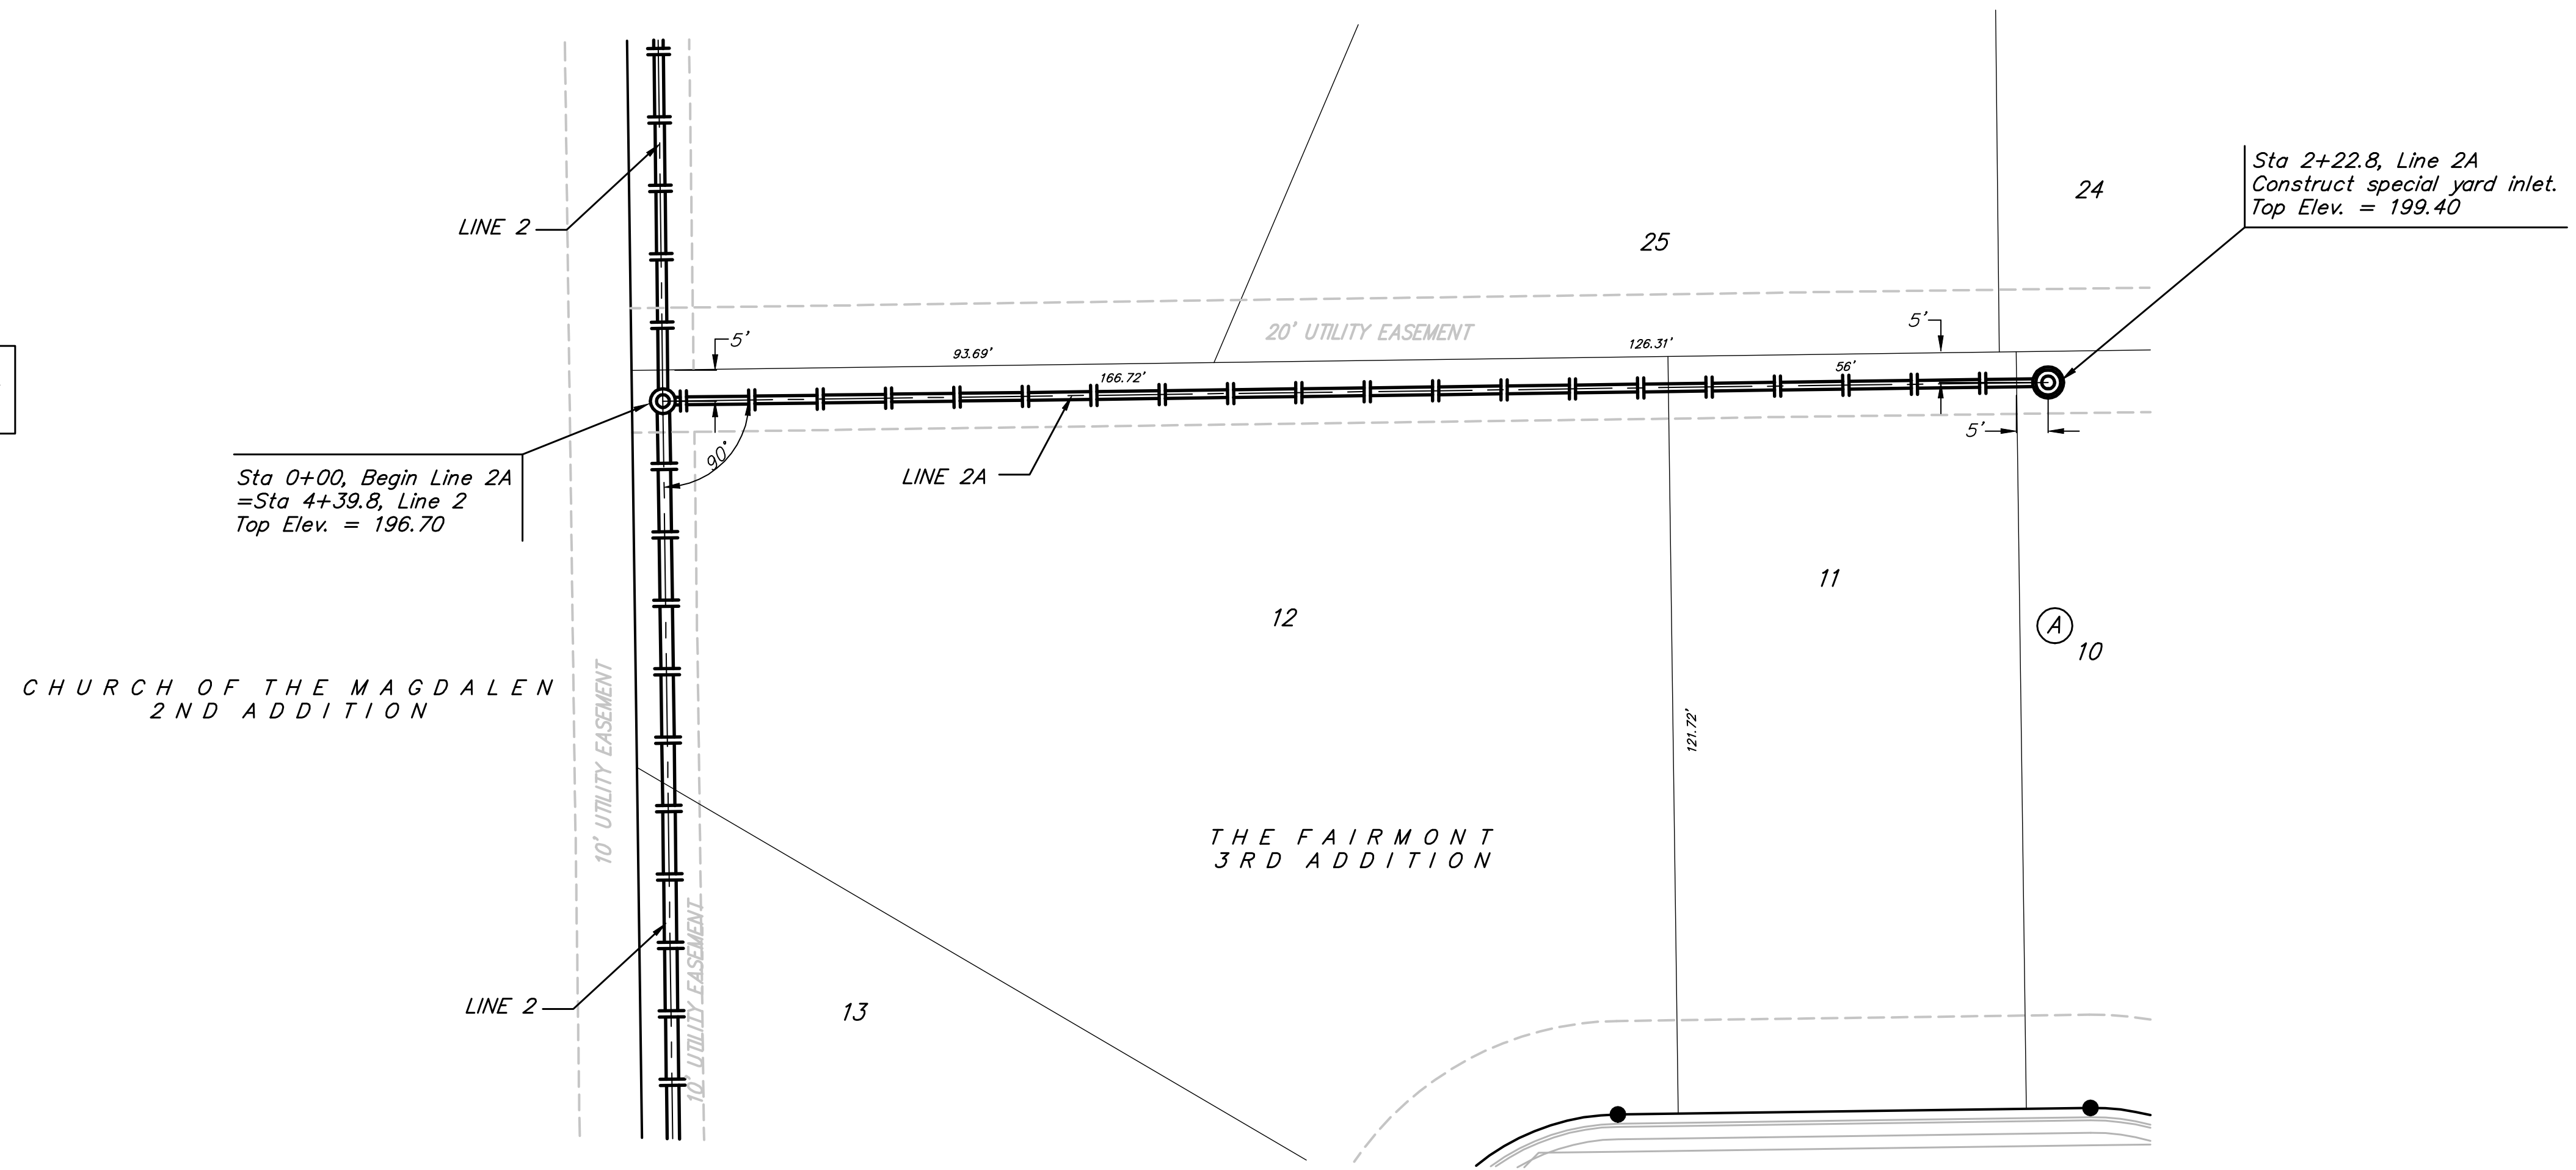 Sta 2+22.8, Line 2A
Construct special yard inlet.
Top Elev. = 199.40
24
25
LINE 2
20' UTILITY EASEMENT
5'
5'
93.69'
126.31'
166.72'
56'
5'
90°
LINE 2A
Sta 0+00, Begin Line 2A
=Sta 4+39.8, Line 2
Top Elev. = 196.70
11
12
A
10
CHURCH OF THE MAGDALEN
2ND ADDITION
10' UTILITY EASEMENT
121.72'
THE FAIRMONT
3RD ADDITION
10' UTILITY EASEMENT
LINE 2
13